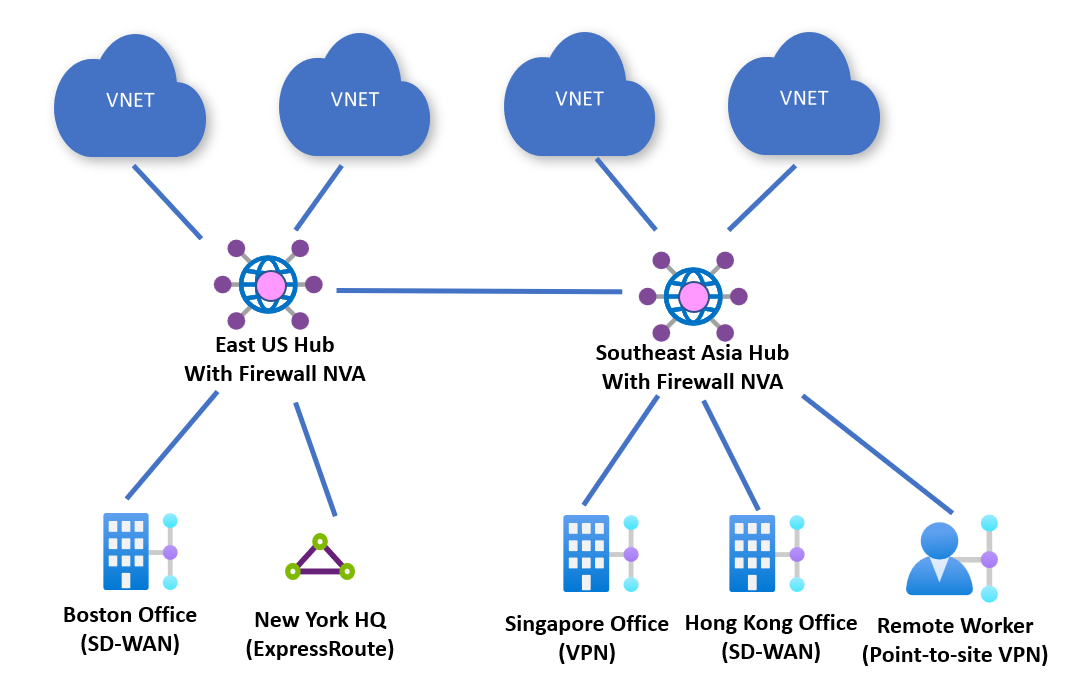 VNET
VNET
VNET
VNET
East US Hub
With Firewall NVA
Southeast Asia Hub
With Firewall NVA
Boston Office
(SD-WAN)
New York HQ
(ExpressRoute)
Singapore Office
(VPN)
Hong Kong Office
(SD-WAN)
Remote Worker
(Point-to-site VPN)